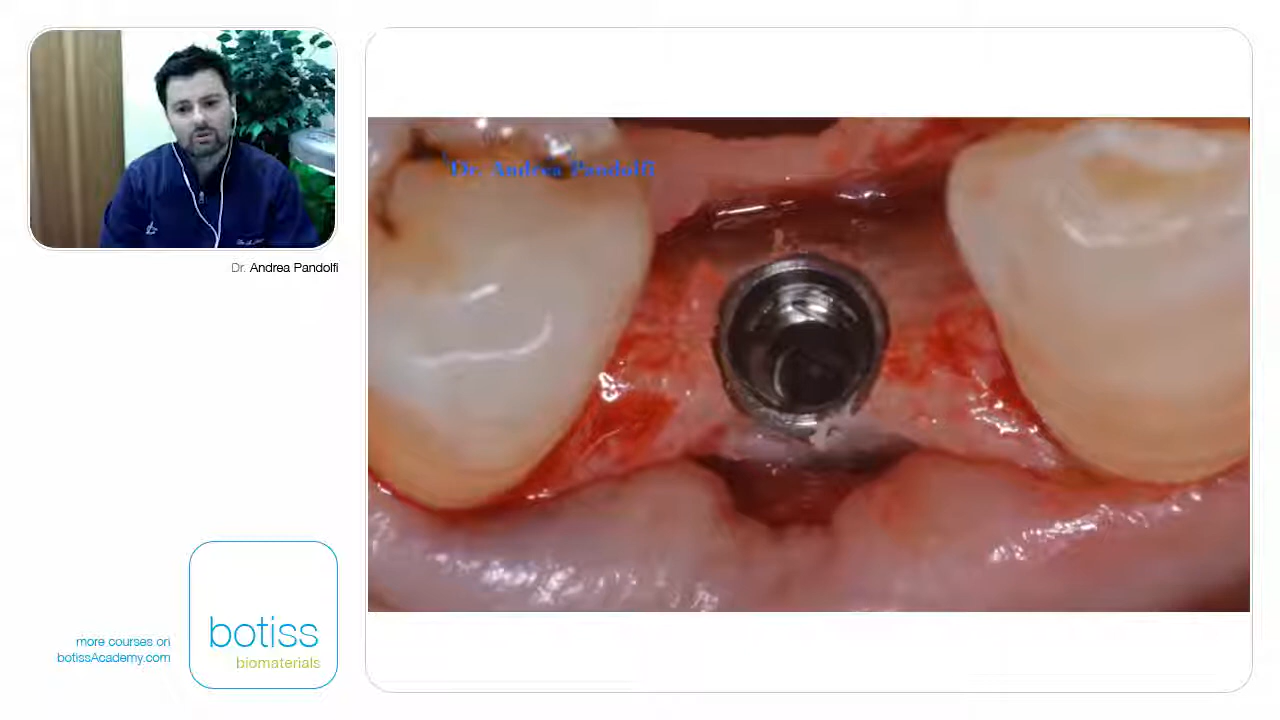 Dr. Andrea Pandolfi
Dr. Andrea Pandolfi
more courses on
botissAcademy.com
botiss
biomaterials